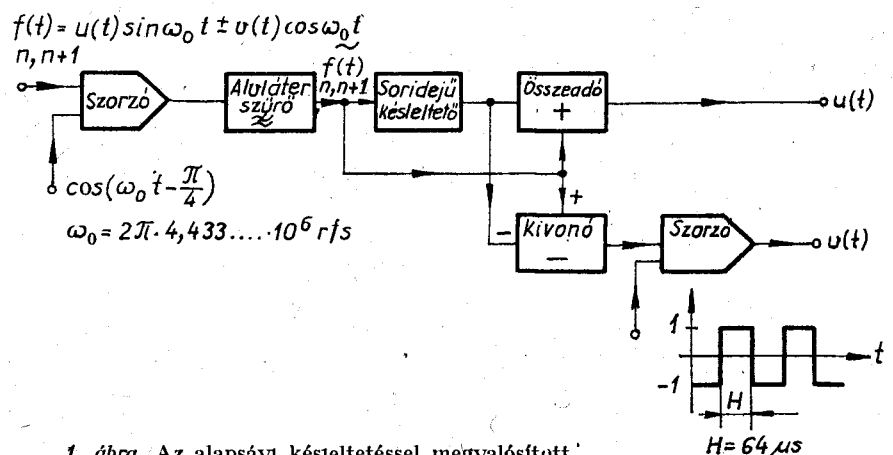 f(t) = u(t) sin ω₀ t ± v(t) cos ω₀ t
n, n+1
Szorzó
Aluláter
szűrő
f(t)
n, n+1
Soridejű
késleltető
Összeadó
+
u(t)
cos(ω₀ t - π/4)
ω₀ = 2π · 4,433.... · 10⁶ r/s
+
-
Kivonó
-
Szorzó
v(t)
1
-1
t
H
H = 64 μs
1. ábra. Az alapsávi késleltetéssel megvalósított